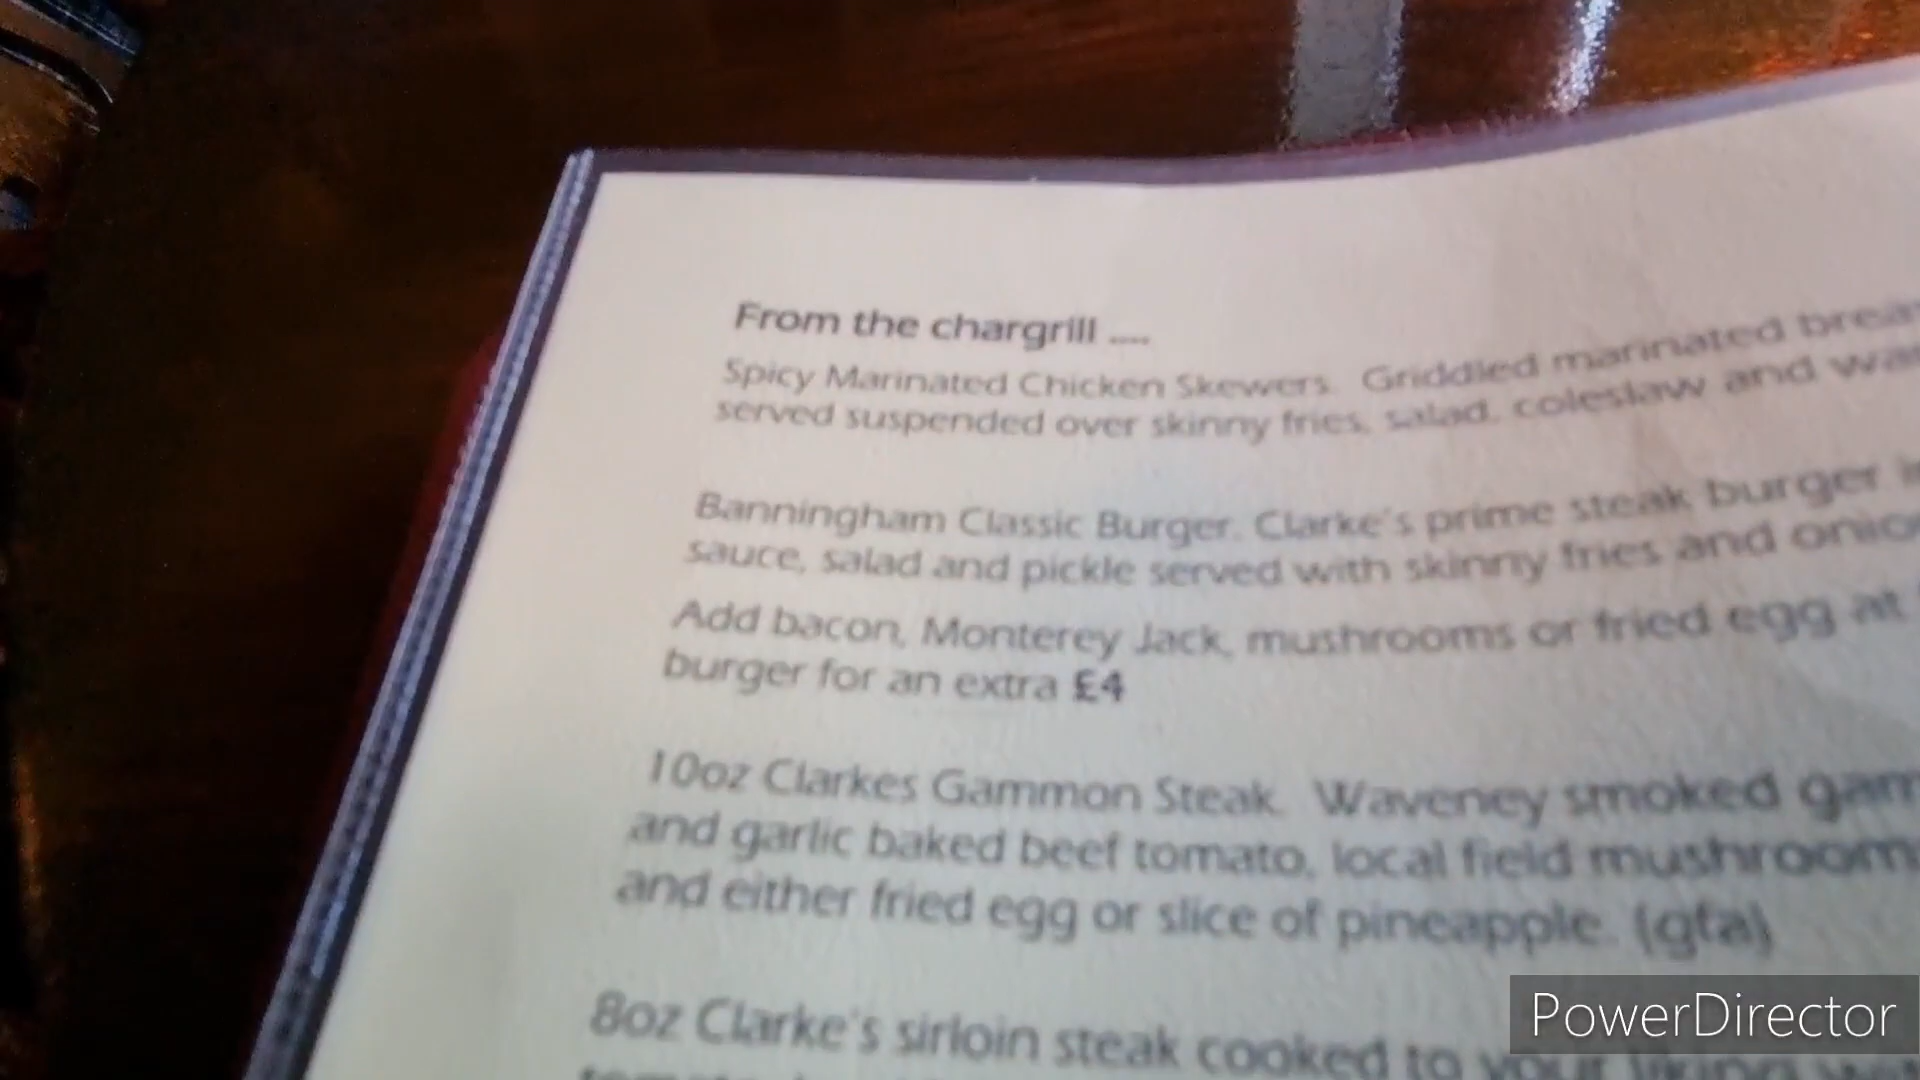 From the chargrill ....
Spicy Marinated Chicken Skewers. Griddled marinated
served suspended over skinny fries, salad, coleslaw and
Banningham Classic Burger. Clarke's prime steak burger
sauce, salad and pickle served with skinny fries and
Add bacon, Monterey Jack, mushrooms or fried egg at
burger for an extra £4
10oz Clarkes Gammon Steak. Waveney smoked
and garlic baked beef tomato, local field
and either fried egg or slice of pineapple. (gfa)
8oz Clarke's sirloin steak cooked to your liking
PowerDirector